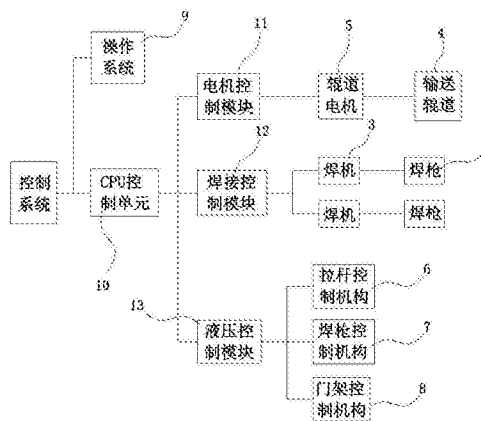 9
操作
系统
11
电机控
制模块
5
辊道
电机
4
输送
辊道
控制
系统
CPU控
制单元
10
12
焊接控
制模块
3
焊机
焊枪
焊机
焊枪
13
液压控
制模块
拉杆控
制机构
6
焊枪控
制机构
7
门架控
制机构
8